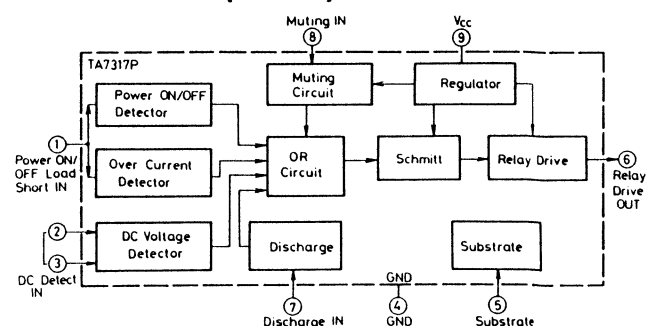 Muting IN
8
Vcc
9
TA7317P
Power ON/OFF
Detector
Muting
Circuit
Regulator
1
Power ON/
OFF Load
Short IN
Over Current
Detector
OR
Circuit
Schmitt
Relay Drive
6
Relay
Drive
OUT
2
3
DC Detect
IN
DC Voltage
Detector
Discharge
Substrate
GND
7
Discharge IN
4
GND
5
Substrate